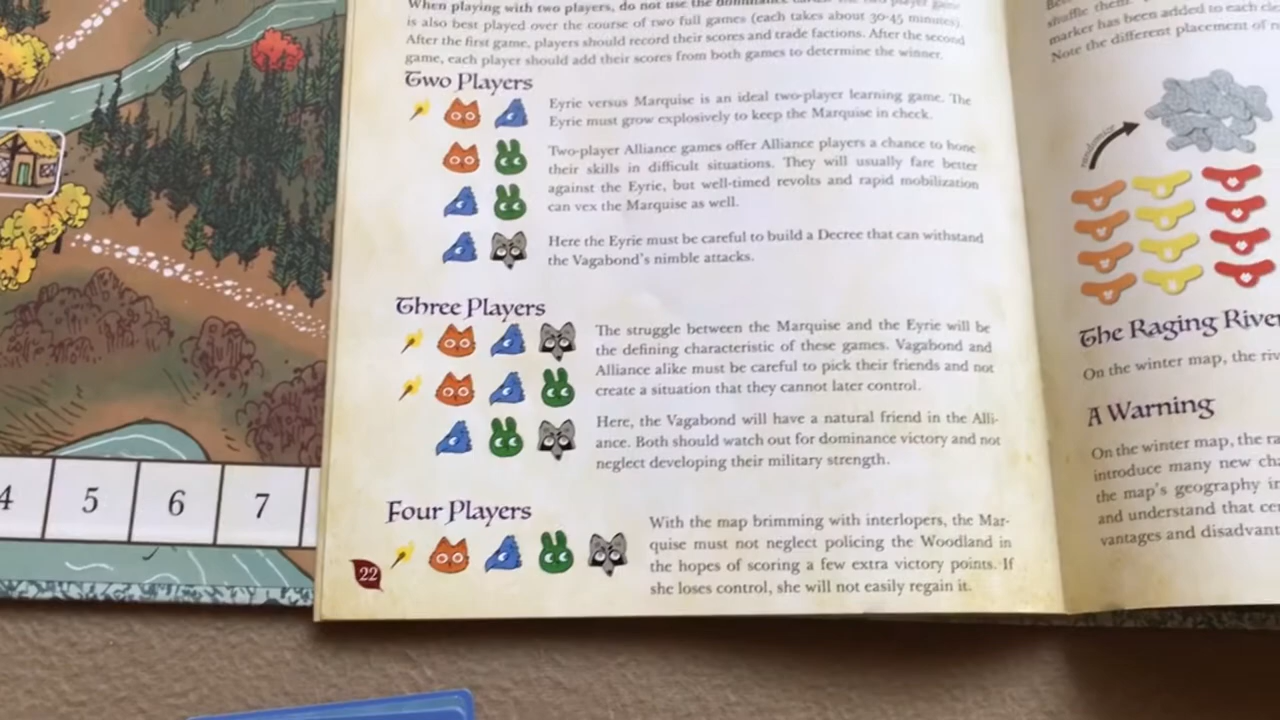 When playing with two players, do not use the dominance
is also best played over the course of two full games (each takes about 30-45 minutes).
After the first game, players should record their scores and trade factions. After the second
game, each player should add their scores from both games to determine the winner.
Two Players
Eyrie versus Marquise is an ideal two-player learning game. The
Eyrie must grow explosively to keep the Marquise in check.
Two-player Alliance games offer Alliance players a chance to hone
their skills in difficult situations. They will usually fare better
against the Eyrie, but well-timed revolts and rapid mobilization
can vex the Marquise as well.
Here the Eyrie must be careful to build a Decree that can withstand
the Vagabond's nimble attacks.
Three Players
The struggle between the Marquise and the Eyrie will be
the defining characteristic of these games. Vagabond and
Alliance alike must be careful to pick their friends and not
create a situation that they cannot later control.
Here, the Vagabond will have a natural friend in the Alli-
ance. Both should watch out for dominance victory and not
neglect developing their military strength.
Four Players
With the map brimming with interlopers, the Mar-
quise must not neglect policing the Woodland in
the hopes of scoring a few extra victory points. If
she loses control, she will not easily regain it.
22
4 5 6 7
shuffle them.
marker has been added to each
Note the different placement of
randomize
The Raging River
On the winter map, the
A Warning
On the winter map, the
introduce many new
the map's geography
and understand that
vantages and